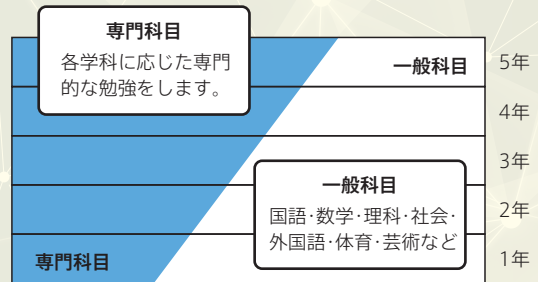 専門科目
各学科に応じた専門
的な勉強をします。
一般科目
5年
4年
3年
一般科目
国語･数学･理科･社会･
外国語･体育･芸術など
2年
専門科目
1年